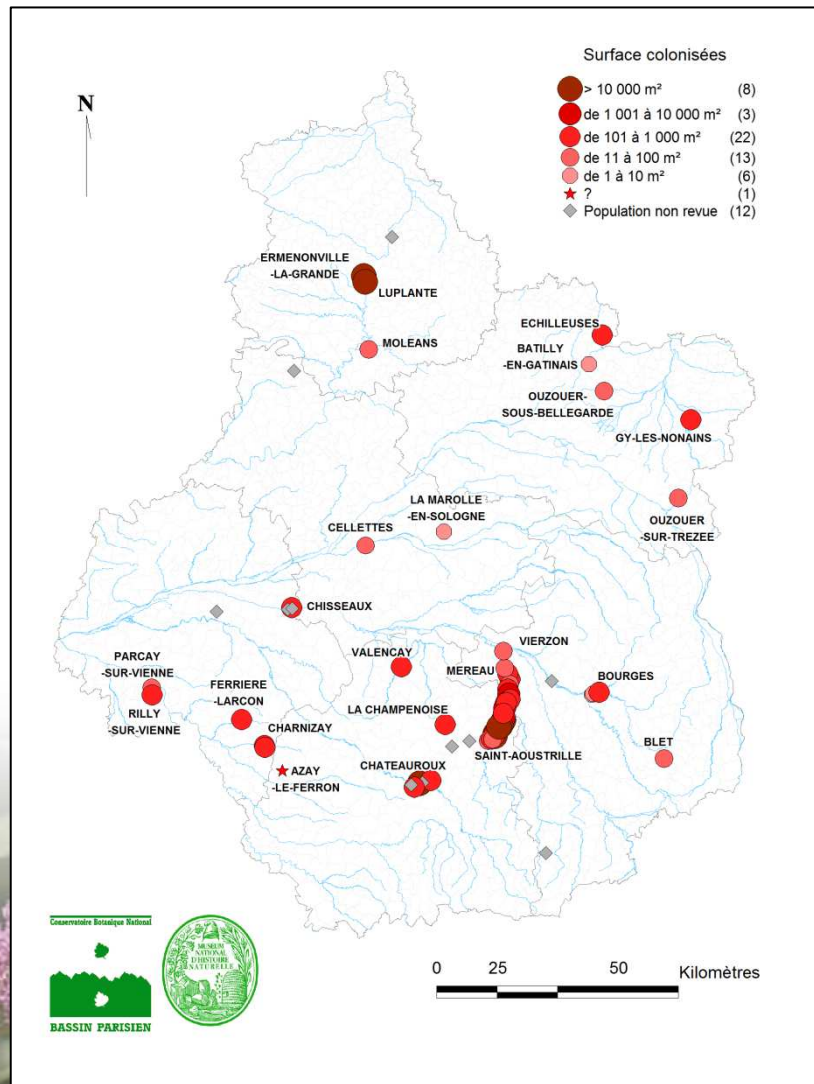 Surface colonisées
> 10 000 m² (8)
de 1 001 à 10 000 m² (3)
de 101 à 1 000 m² (22)
de 11 à 100 m² (13)
de 1 à 10 m² (6)
? (1)
Population non revue (12)
N
ERMENONVILLE
-LA-GRANDE
LUPLANTE
MOLEANS
ECHILLEUSES
BATILLY
-EN-GATINAIS
OUZOUER-
SOUS-BELLEGARDE
GY-LES-NONAINS
LA MAROLLE
-EN-SOLOGNE
OUZOUER
-SUR-TREZEE
CELLETTES
CHISSEAUX
VIERZON
PARCAY
-SUR-VIENNE
VALENCAY
MEREAU
BOURGES
RILLY
-SUR-VIENNE
FERRIERE
-LARCON
LA CHAMPENOISE
CHARNIZAY
SAINT-AOUSTRILLE
BLET
AZAY
-LE-FERRON
CHATEAUROUX
Conservatoire Botanique National
BASSIN PARISIEN
MUSEUM
NATIONAL
D'HISTOIRE
NATURELLE
0 25 50 Kilomètres